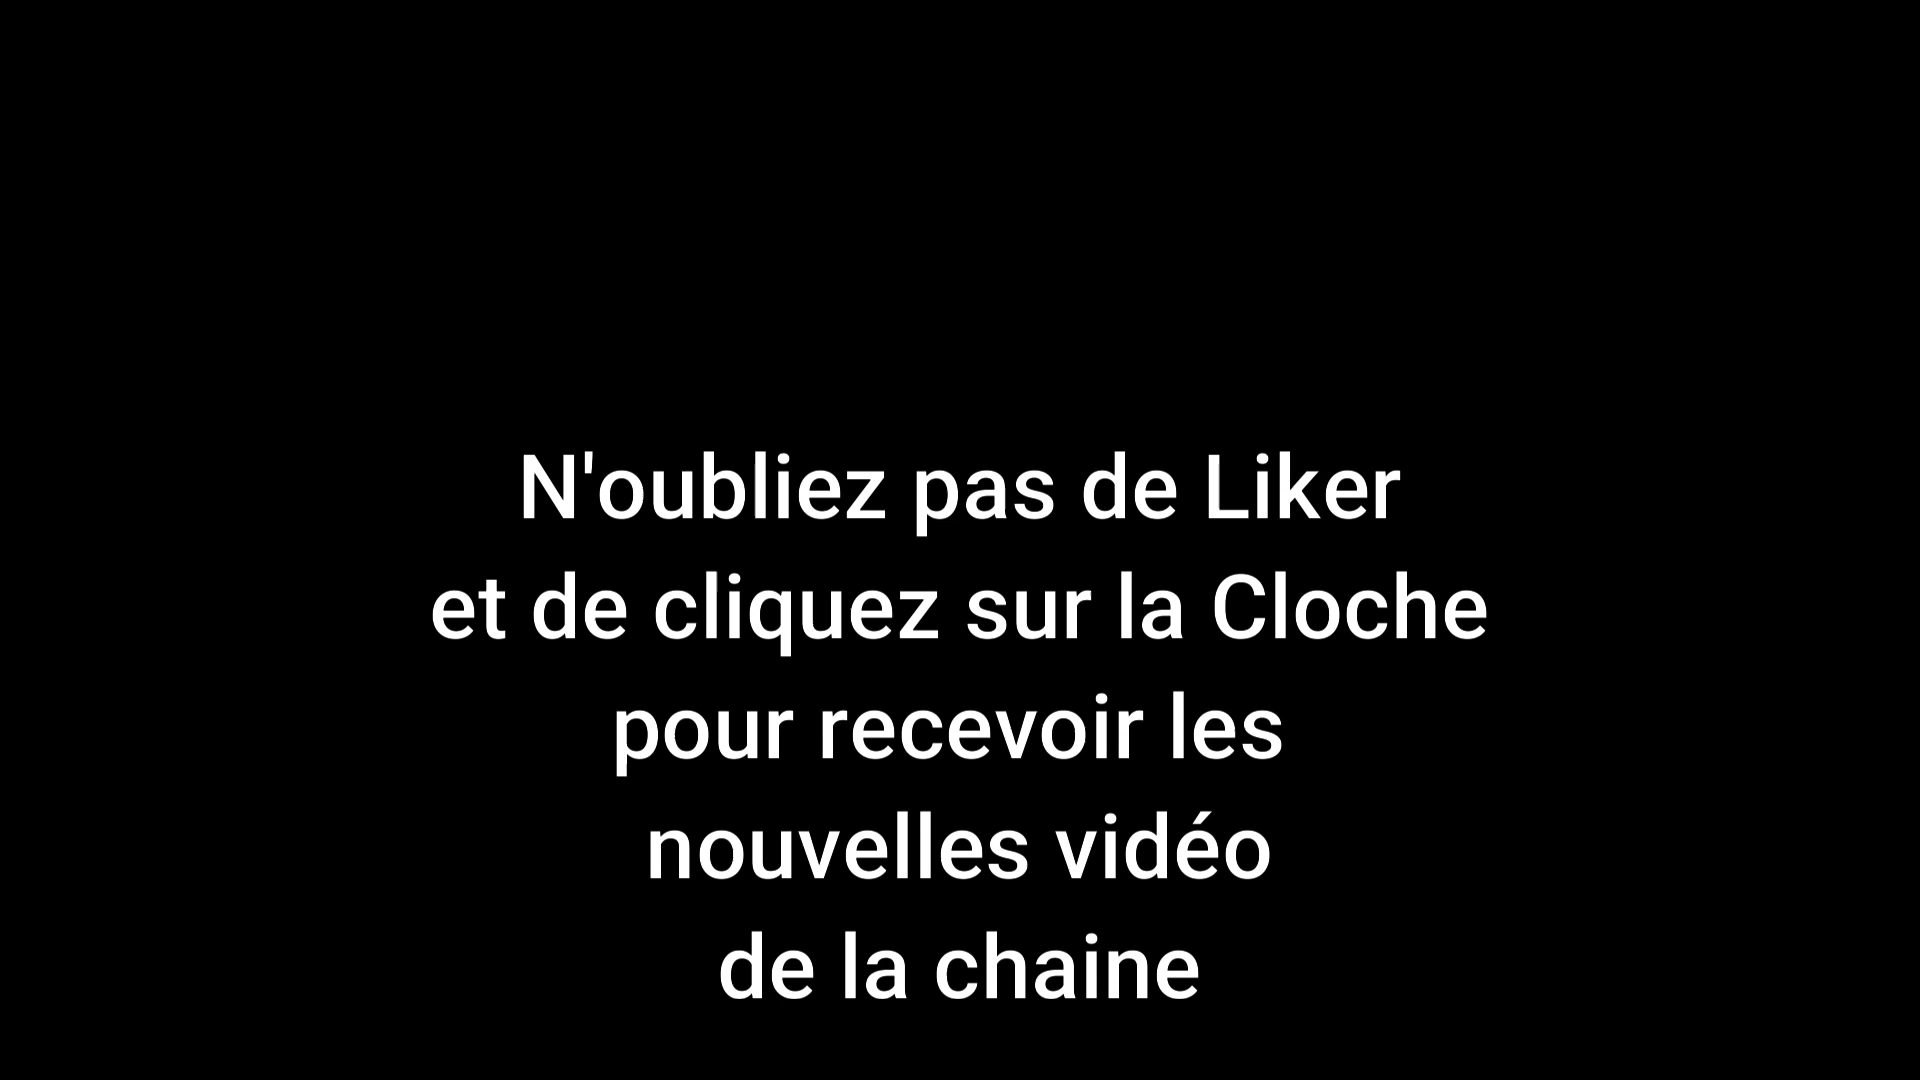 N'oubliez pas de Liker
et de cliquez sur la Cloche
pour recevoir les
nouvelles vidéo
de la chaine